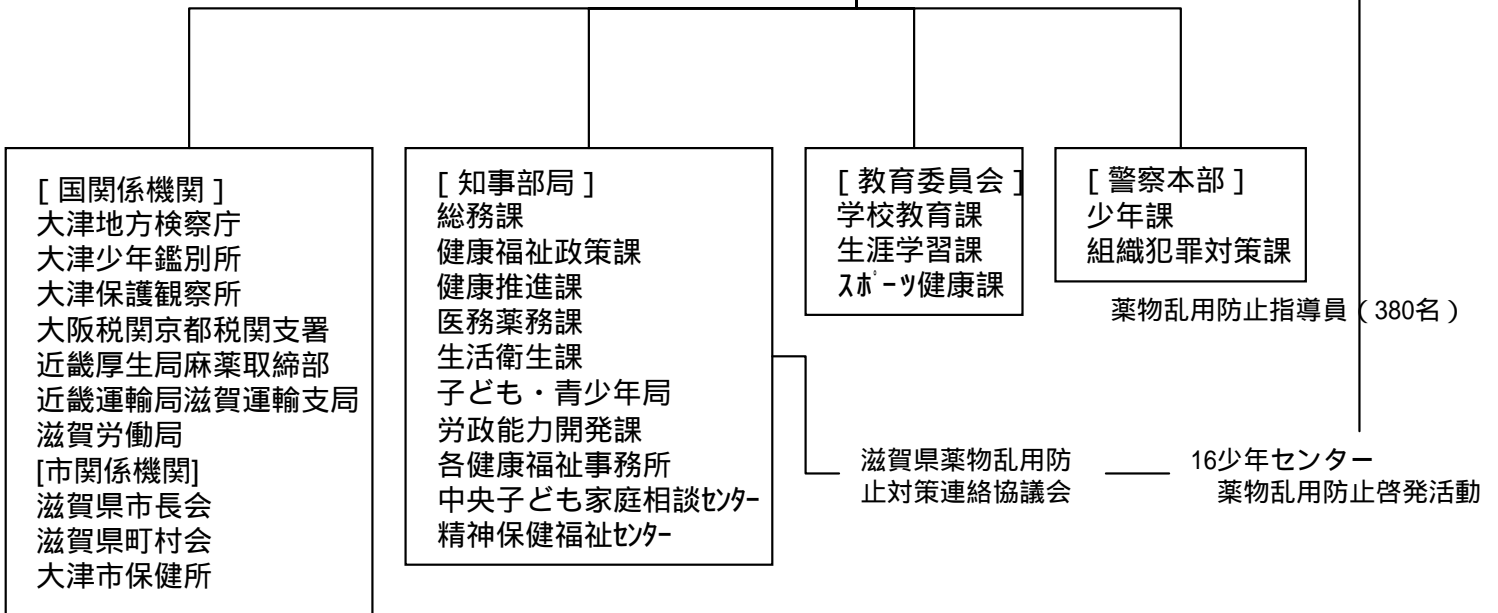 [ 国関係機関 ]
大津地方検察庁
大津少年鑑別所
大津保護観察所
大阪税関京都税関支署
近畿厚生局麻薬取締部
近畿運輸局滋賀運輸支局
滋賀労働局
[市関係機関]
滋賀県市長会
滋賀県町村会
大津市保健所
[ 知事部局 ]
総務課
健康福祉政策課
健康推進課
医務薬務課
生活衛生課
子ども・青少年局
労政能力開発課
各健康福祉事務所
中央子ども家庭相談ｾﾝﾀｰ
精神保健福祉ｾﾝﾀｰ
[ 教育委員会 ]
学校教育課
生涯学習課
ｽﾎﾟｰﾂ健康課
[ 警察本部 ]
少年課
組織犯罪対策課
薬物乱用防止指導員（380名）
滋賀県薬物乱用防
止対策連絡協議会
16少年センター
薬物乱用防止啓発活動